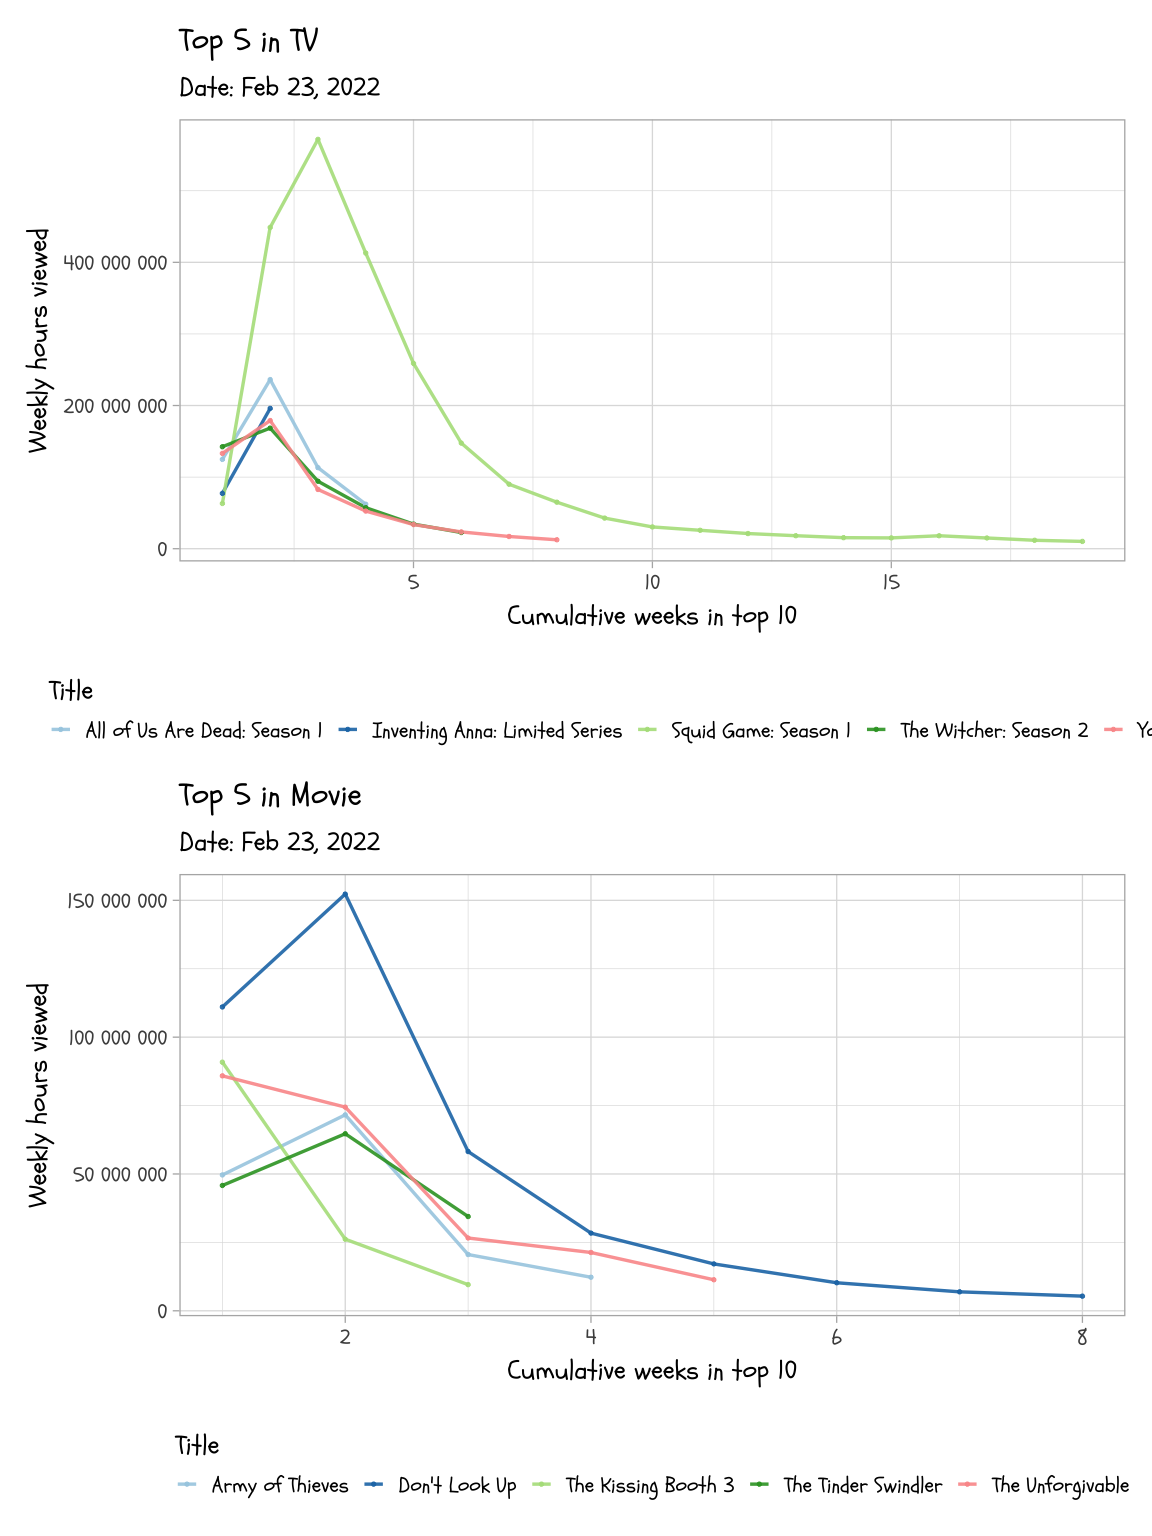 Top 5 in TV
Date: Feb 23, 2022
Weekly hours viewed
400 000 000
200 000 000
0
5 10 15
Cumulative weeks in top 10
Title
All of Us Are Dead: Season 1 Inventing Anna: Limited Series Squid Game: Season 1 The Witcher: Season 2
Top 5 in Movie
Date: Feb 23, 2022
Weekly hours viewed
150 000 000
100 000 000
50 000 000
0
2 4 6 8
Cumulative weeks in top 10
Title
Army of Thieves Don't Look Up The Kissing Booth 3 The Tinder Swindler The Unforgivable